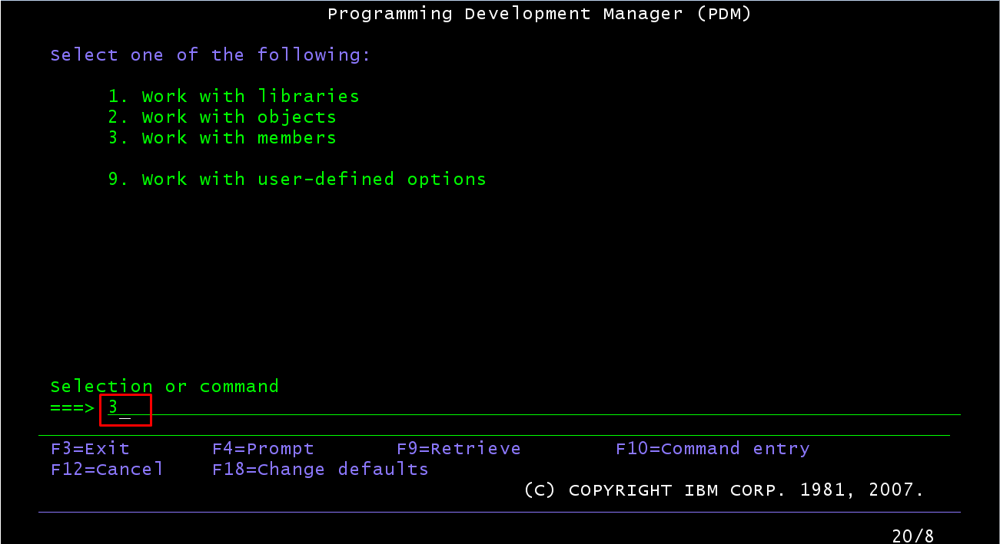 Programming Development Manager (PDM)
Select one of the following:
1. Work with libraries
2. Work with objects
3. Work with members
9. Work with user-defined options
Selection or command
===> 3_
F3=Exit F4=Prompt F9=Retrieve F10=Command entry
F12=Cancel F18=Change defaults
(C) COPYRIGHT IBM CORP. 1981, 2007.
20/8